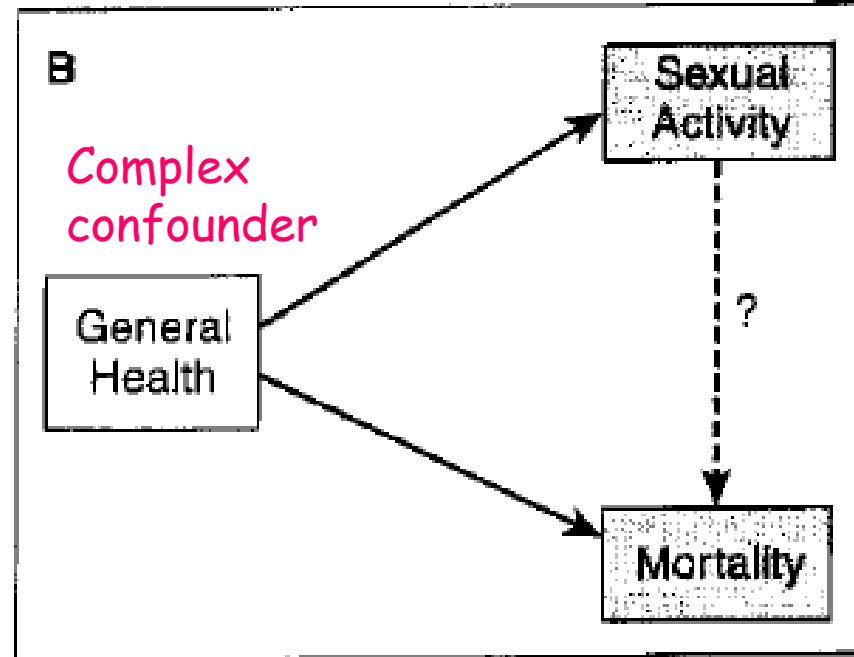 B
Complex
confounder
Sexual
Activity
General
Health
?
Mortality